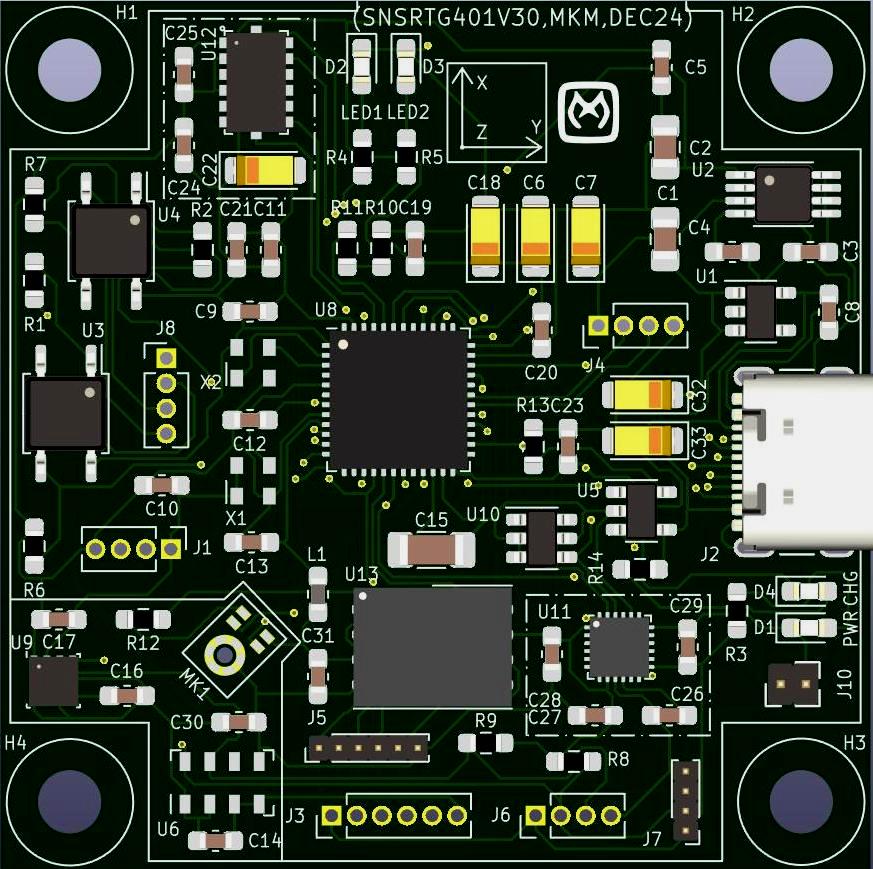 (SNSRTG401V30,MKM,DEC24)
H1
H2
C25
U12
D2
D3
C5
X
LED1
LED2
Z
Y
C2
R7
C24
C22
R4
R5
U2
U4
R2
C21
C11
R11
R10
C19
C18
C6
C7
C1
C4
C3
U1
R1
C9
U8
C8
U3
J8
C20
J4
X2
C32
C12
R13
C23
C33
C10
X1
C15
U10
U5
C13
J1
L1
U13
R14
J2
R6
D4
CHG
U9
C17
R12
C31
U11
C29
D1
PWR
R3
C16
MK1
C28
J10
C30
J5
C27
C26
H4
R9
H3
R8
U6
C14
J3
J6
J7